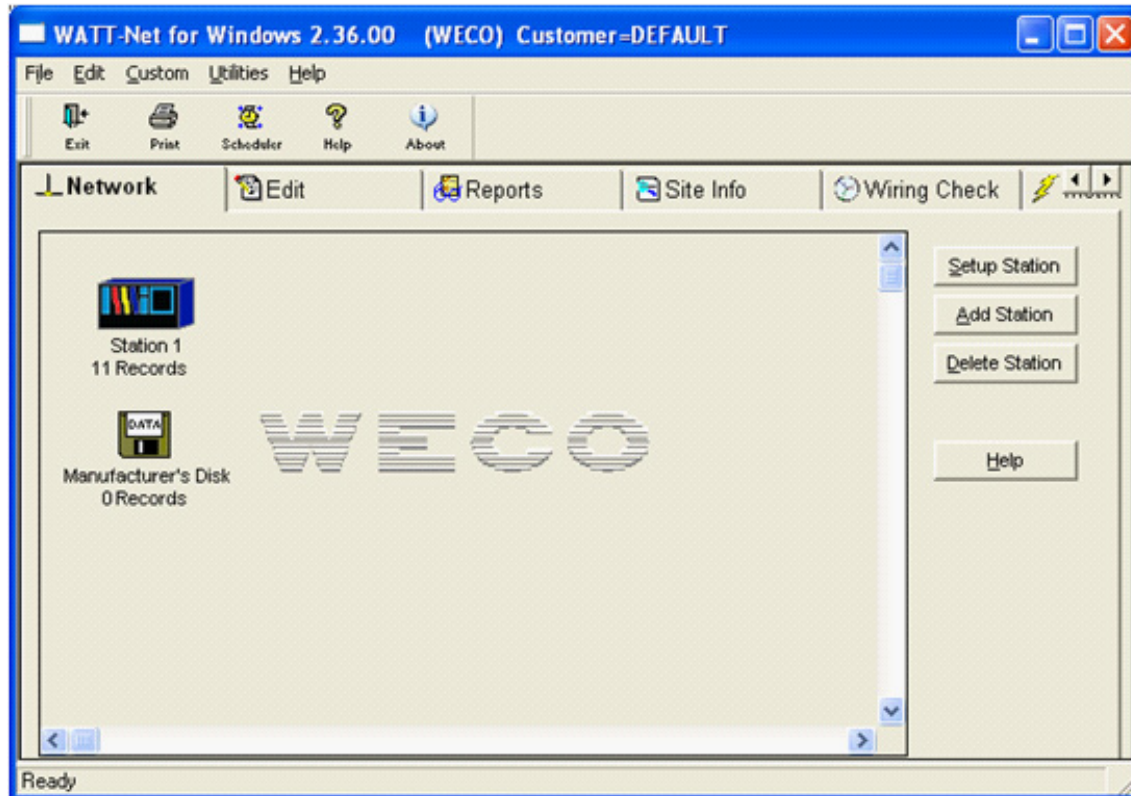 WATT-Net for Windows 2.36.00 (WECO) Customer=DEFAULT
File Edit Custom Utilities Help
Exit Print Scheduler Help About
Network Edit Reports Site Info Wiring Check
Setup Station
Add Station
Delete Station
Help
Station 1
11 Records
DATA
Manufacturer's Disk
0 Records
WECO
Ready